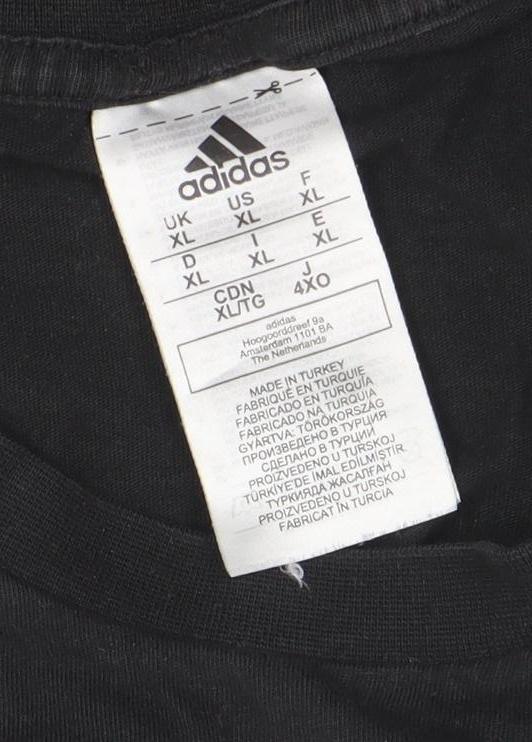 adidas
UK US F
XL XL XL
D I E
XL XL XL
CDN J
XL/TG 4XO
adidas
Hoogoorddreef 9a
Amsterdam 1101 BA
The Netherlands
MADE IN TURKEY
FABRIQUÉ EN TURQUIE
FABRICADO EN TURQUÍA
FABRICADO NA TURQUIA
GYÁRTVA: TÖRÖKORSZÁG
ПРОИЗВЕДЕНО В ТУРЦИЯ
СДЕЛАНО В ТУРЦИИ
PROIZVEDENO U TURSKOJ
TÜRKİYE'DE İMAL EDİLMİŞTİR
ТҮРКИЯДА ЖАСАЛҒАН
PROIZVEDENO U TURSKOJ
FABRICAT ÎN TURCIA